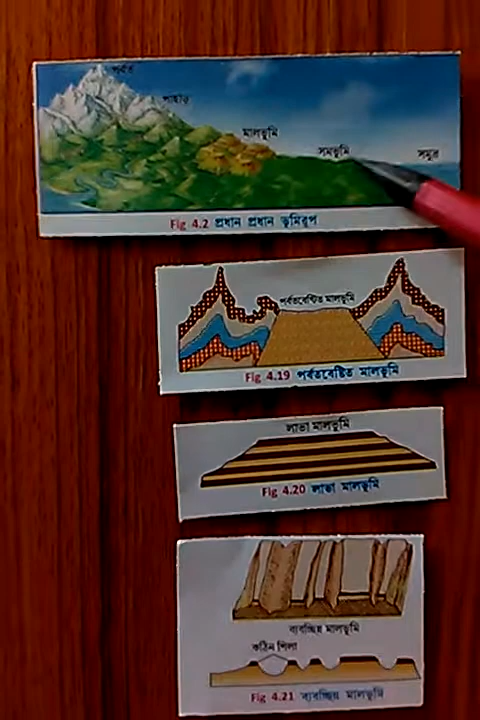 পর্বত
পাহাড়
মালভূমি
সমভূমি
সমুদ্র
Fig 4.2 প্রধান প্রধান ভূমিরূপ
পর্বতবেষ্টিত মালভূমি
Fig 4.19 পর্বতবেষ্টিত মালভূমি
লাভা মালভূমি
Fig 4.20 লাভা মালভূমি
ব্যবচ্ছিন্ন মালভূমি
কঠিন শিলা
Fig 4.21 ব্যবচ্ছিন্ন মালভূমি